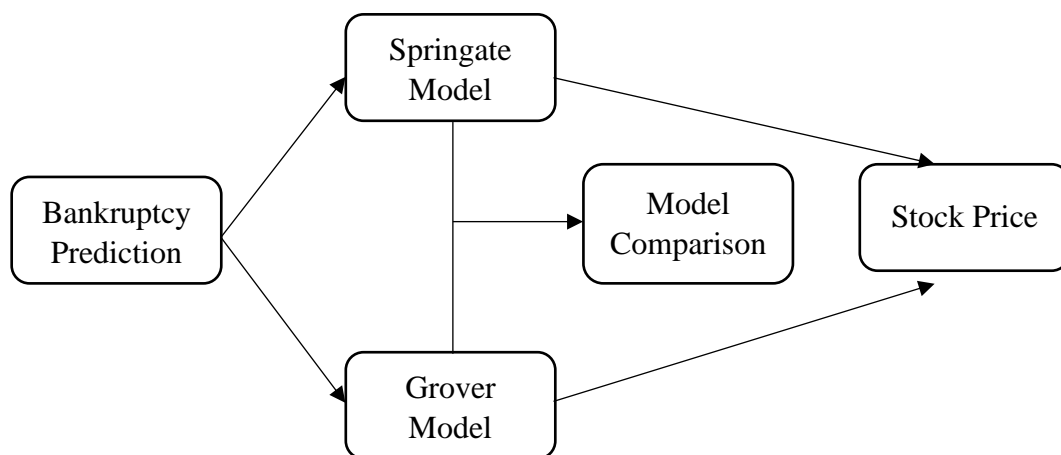 Springate
Model
Bankruptcy
Prediction
Model
Comparison
Stock Price
Grover
Model